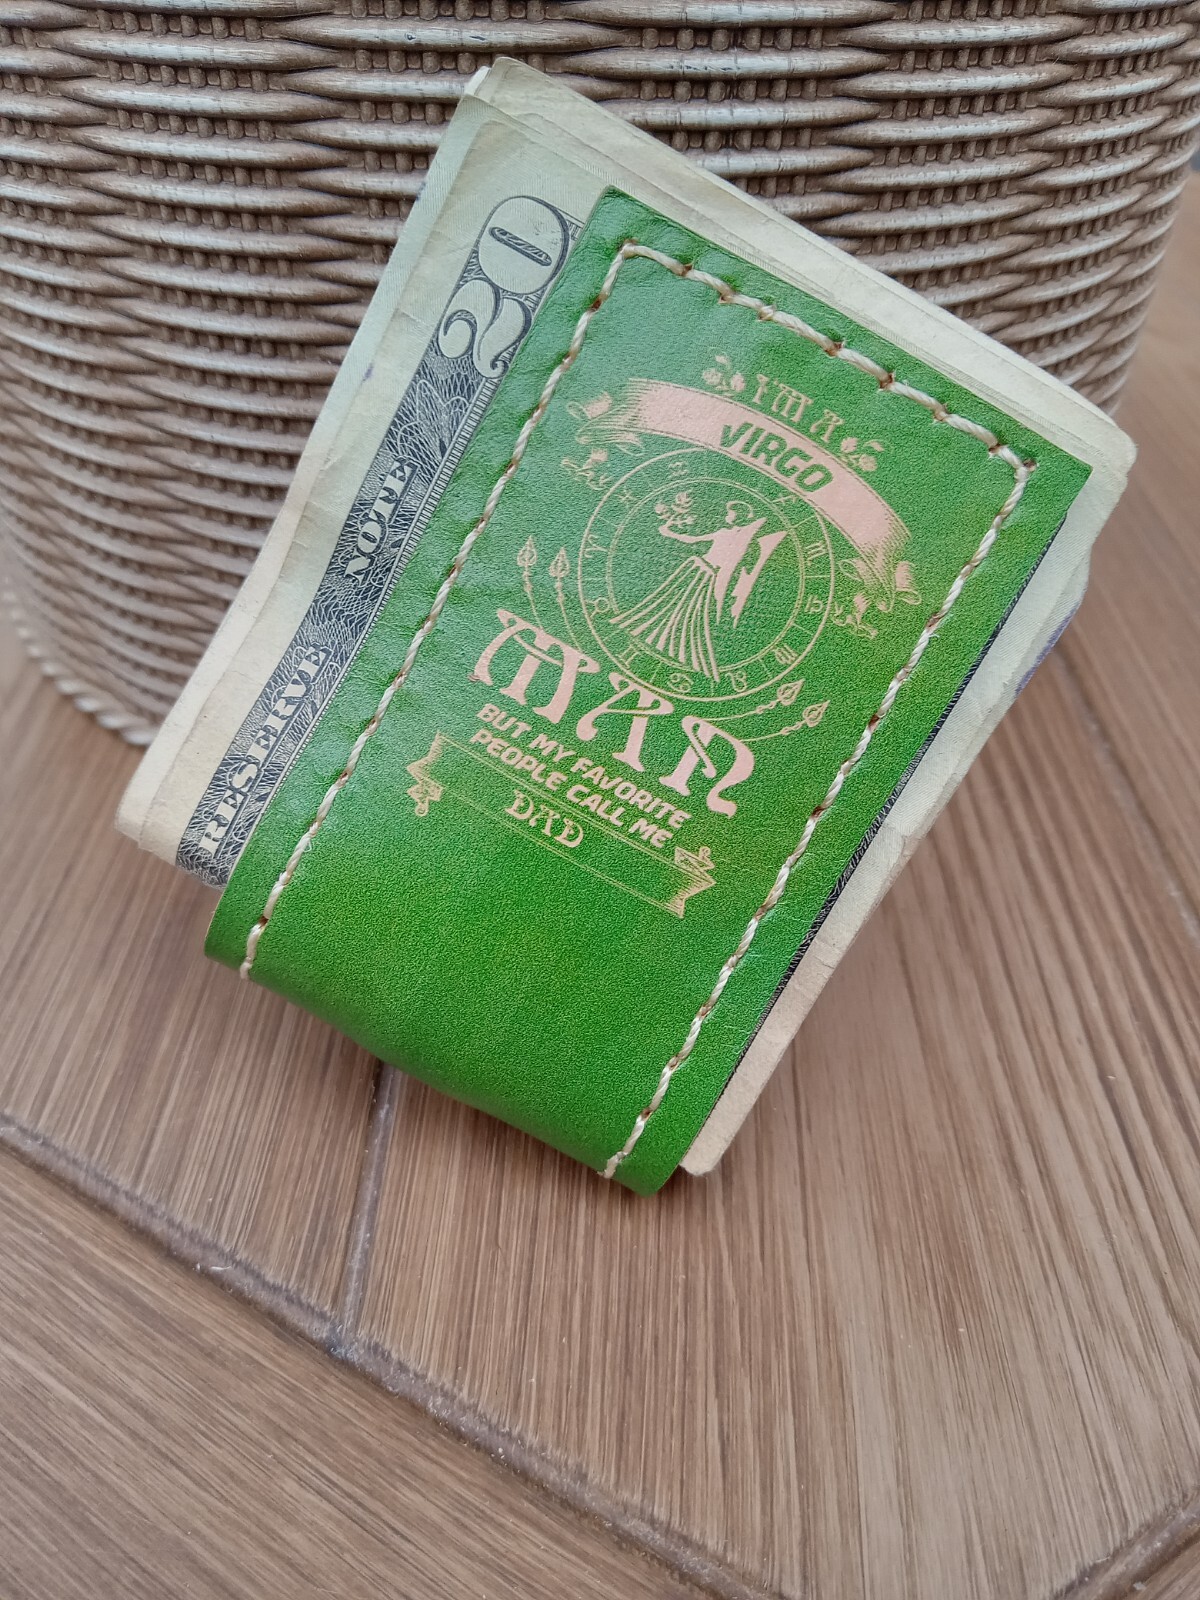 20
RESERVE NOTE
I'M A
VIRGO
MAN
BUT MY FAVORITE
PEOPLE CALL ME
DAD